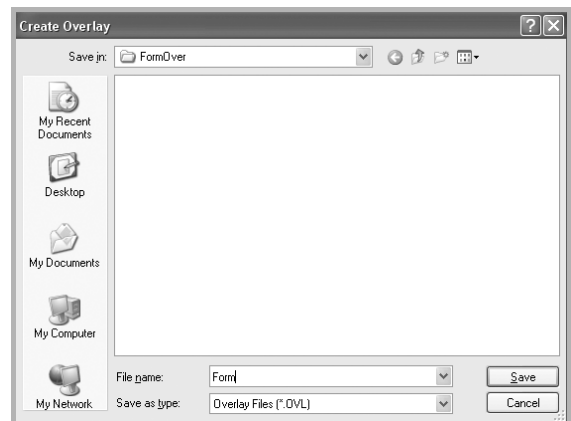 Create Overlay
Save in: FormOver
My Recent
Documents
Desktop
My Documents
My Computer
My Network
File name: Form
Save
Save as type: Overlay Files (*.OVL)
Cancel